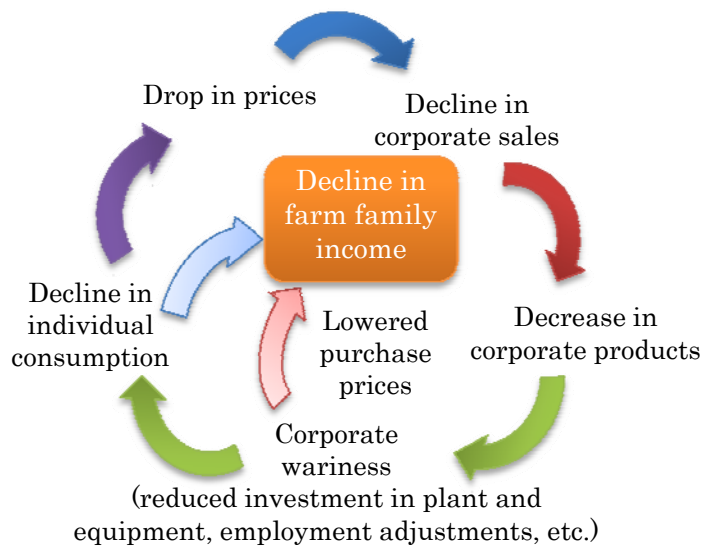 Drop in prices
Decline in
corporate sales
Decline in
farm family
income
Decline in
individual
consumption
Lowered
purchase
prices
Decrease in
corporate products
Corporate
wariness
(reduced investment in plant and
equipment, employment adjustments, etc.)